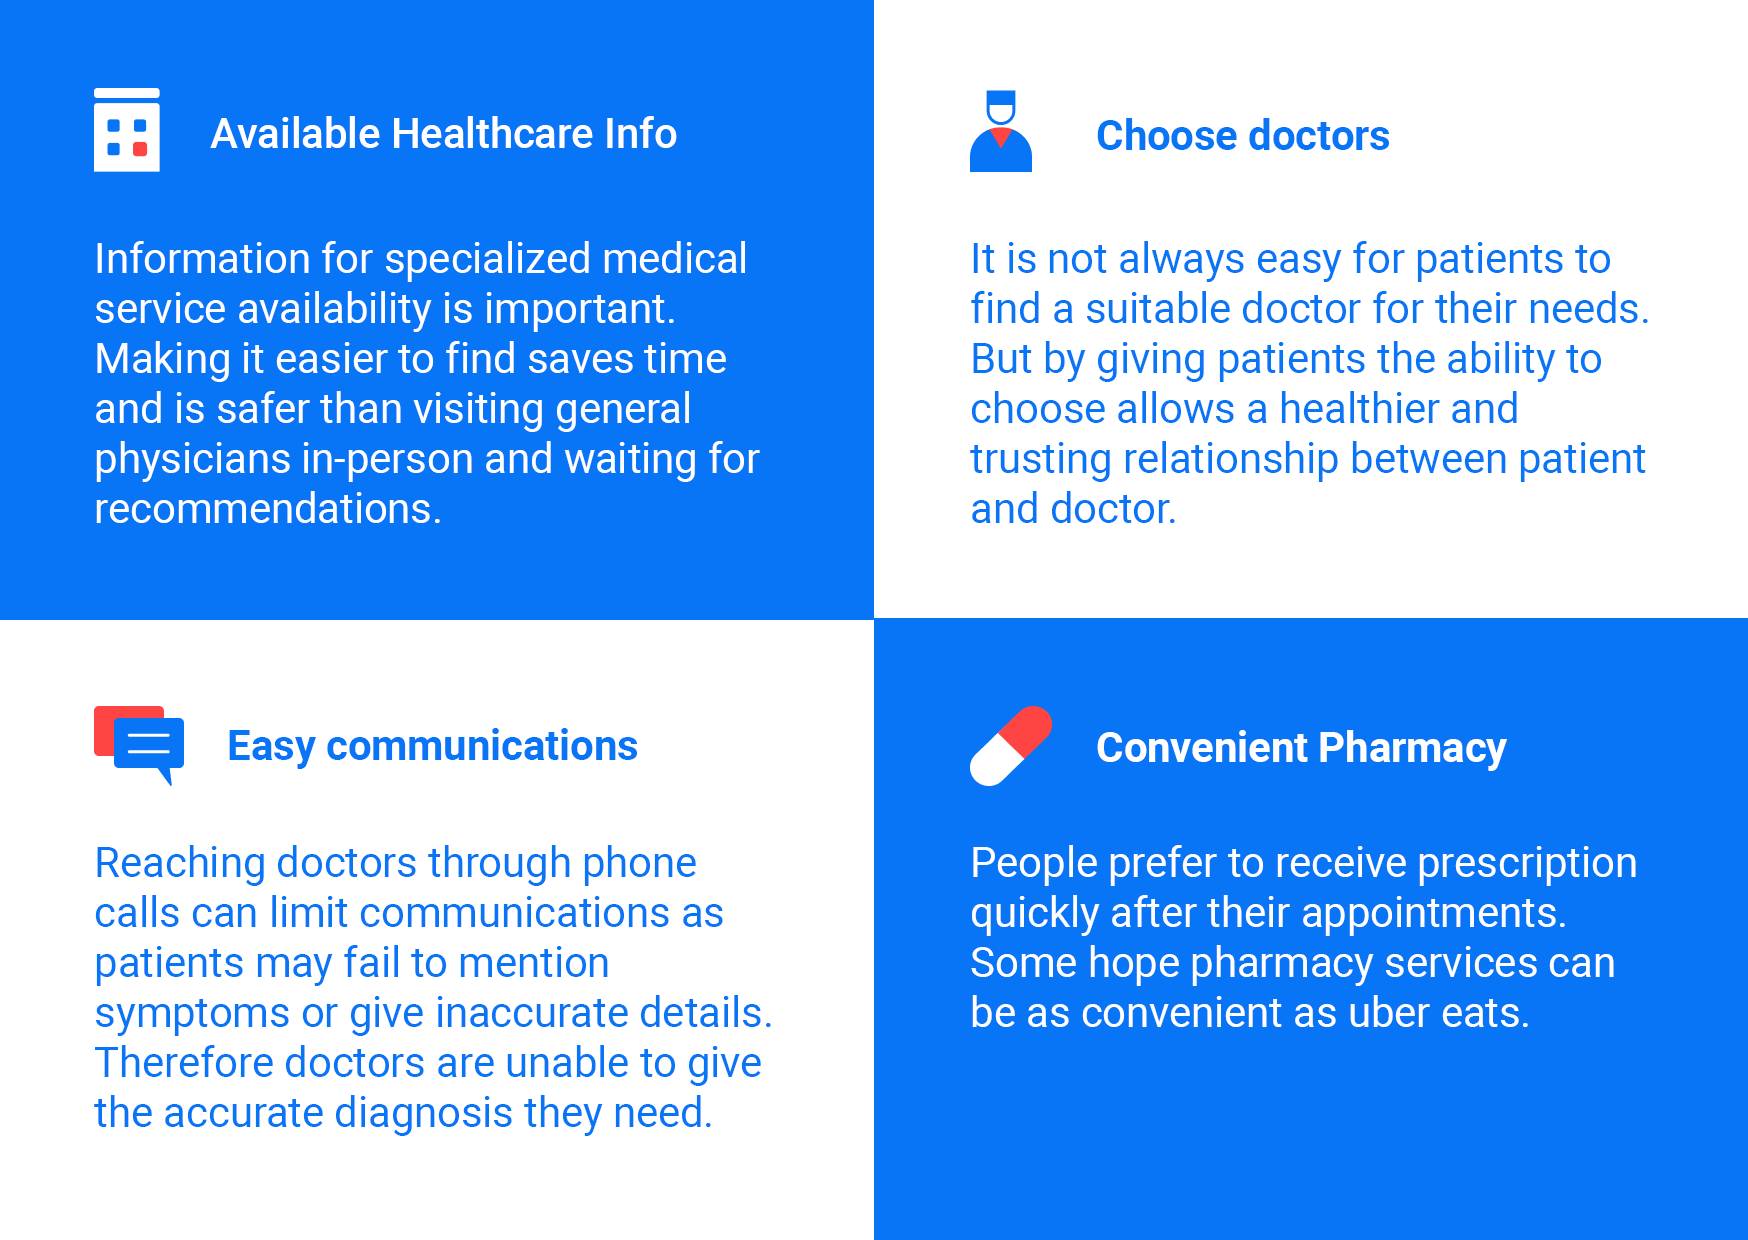 Available Healthcare Info
Information for specialized medical
service availability is important.
Making it easier to find saves time
and is safer than visiting general
physicians in-person and waiting for
recommendations.
Choose doctors
It is not always easy for patients to
find a suitable doctor for their needs.
But by giving patients the ability to
choose allows a healthier and
trusting relationship between patient
and doctor.
Easy communications
Reaching doctors through phone
calls can limit communications as
patients may fail to mention
symptoms or give inaccurate details.
Therefore doctors are unable to give
the accurate diagnosis they need.
Convenient Pharmacy
People prefer to receive prescription
quickly after their appointments.
Some hope pharmacy services can
be as convenient as uber eats.